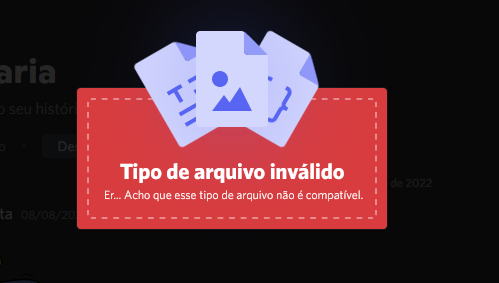 aria
o seu histór
o
De
de 2022
Tipo de arquivo inválido
Er... Acho que esse tipo de arquivo não é compatível.
ta 08/08/20